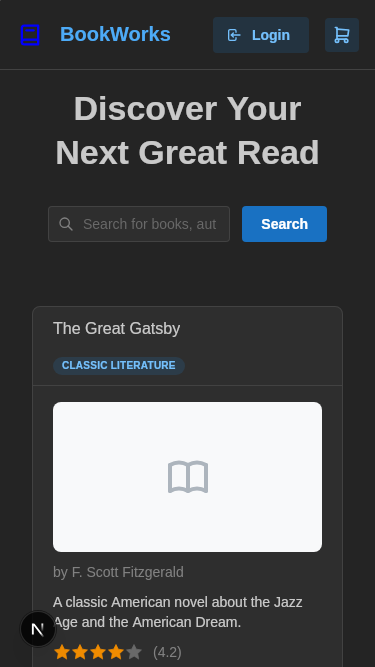 BookWorks
Login
Discover Your
Next Great Read
Search for books, aut
Search
The Great Gatsby
CLASSIC LITERATURE
by F. Scott Fitzgerald
A classic American novel about the Jazz
Age and the American Dream.
(4.2)
N